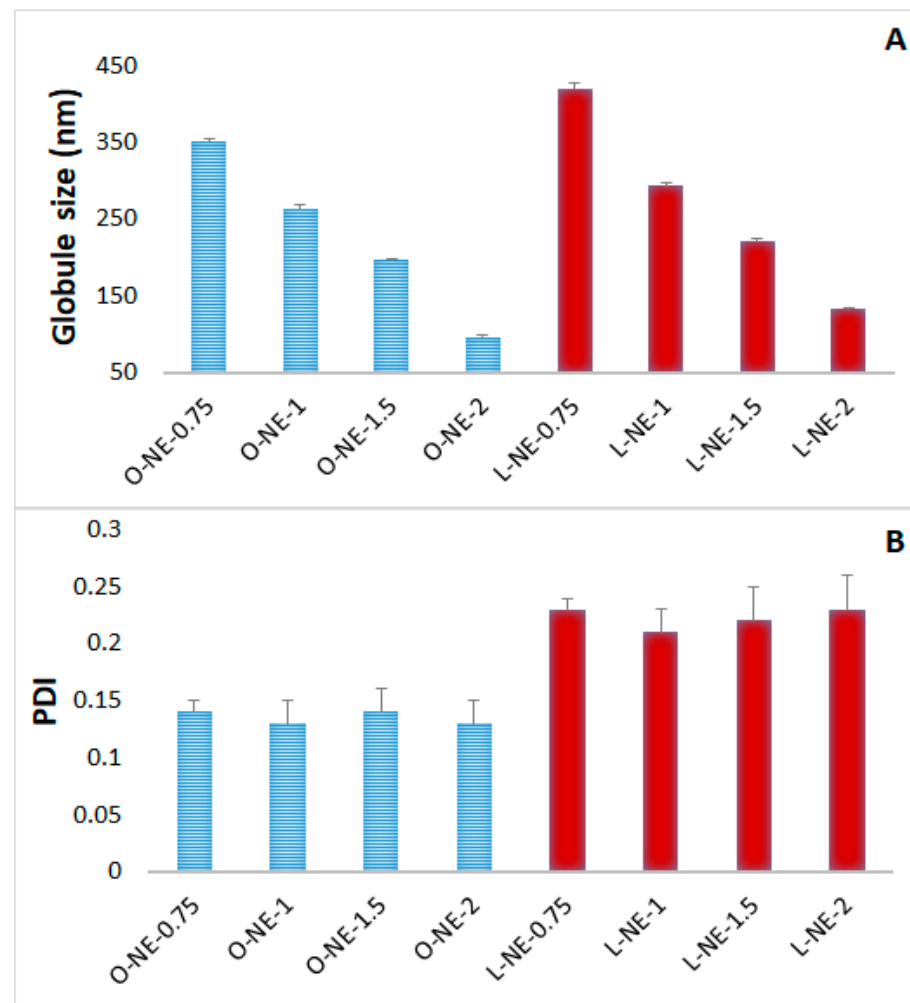 A
Globule size (nm)
450
350
250
150
50
O-NE-0.75
O-NE-1
O-NE-1.5
O-NE-2
L-NE-0.75
L-NE-1
L-NE-1.5
L-NE-2
B
PDI
0.3
0.25
0.2
0.15
0.1
0.05
0
O-NE-0.75
O-NE-1
O-NE-1.5
O-NE-2
L-NE-0.75
L-NE-1
L-NE-1.5
L-NE-2